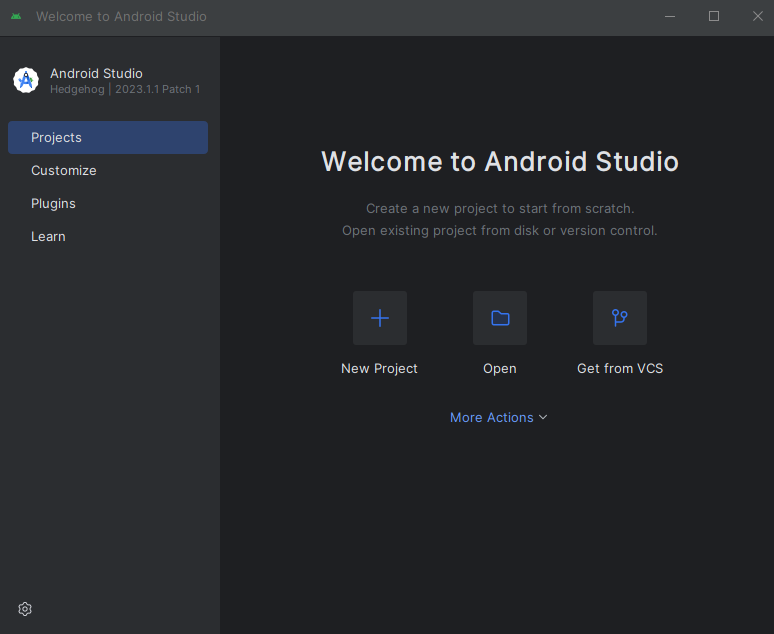 Welcome to Android Studio
Android Studio
Hedgehog | 2023.1.1 Patch 1
Projects
Customize
Plugins
Learn
Welcome to Android Studio
Create a new project to start from scratch.
Open existing project from disk or version control.
New Project
Open
Get from VCS
More Actions